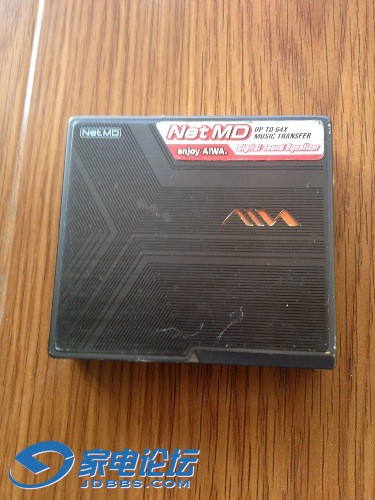 Net MD
Net MD UP TO 64X
MUSIC TRANSFER
enjoy AIWA. Digital Sound Equalizer
AIWA
家电论坛
JDBBS.COM